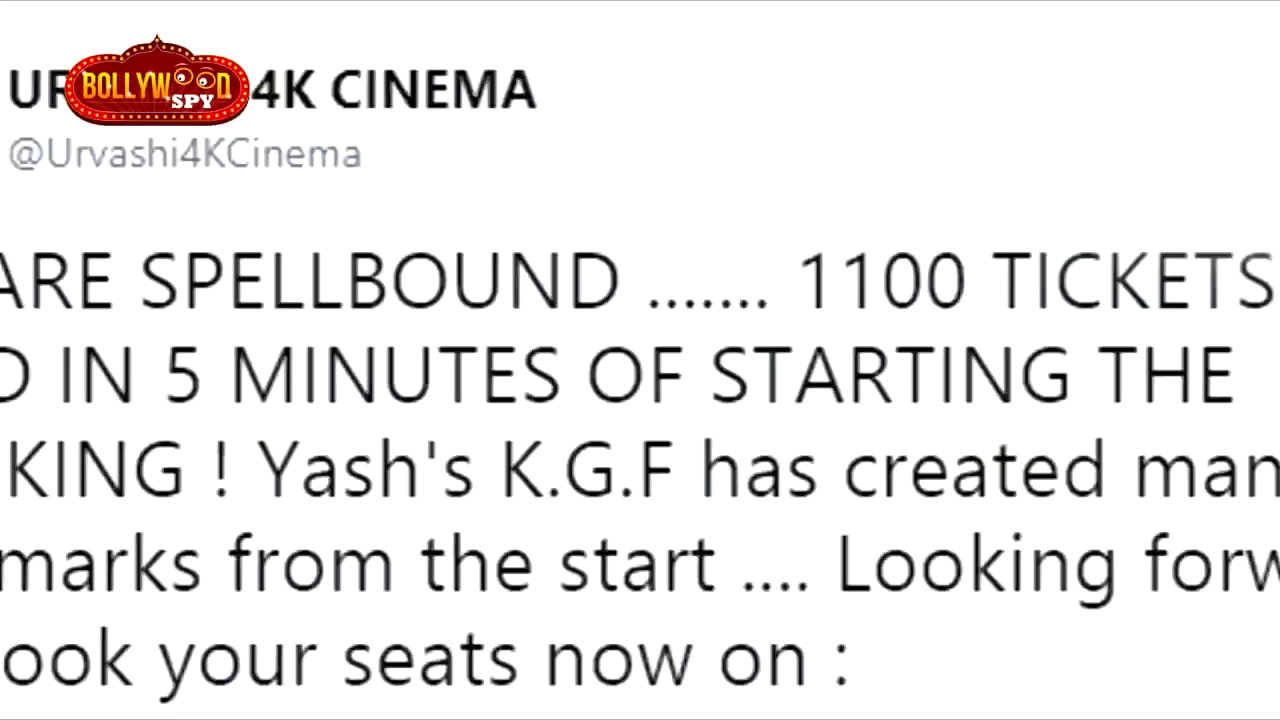 UR 4K CINEMA
BOLLYWOOD
SPY
@Urvashi4KCinema
ARE SPELLBOUND ....... 1100 TICKETS
D IN 5 MINUTES OF STARTING THE
KING ! Yash's K.G.F has created man
marks from the start .... Looking forw
ook your seats now on :